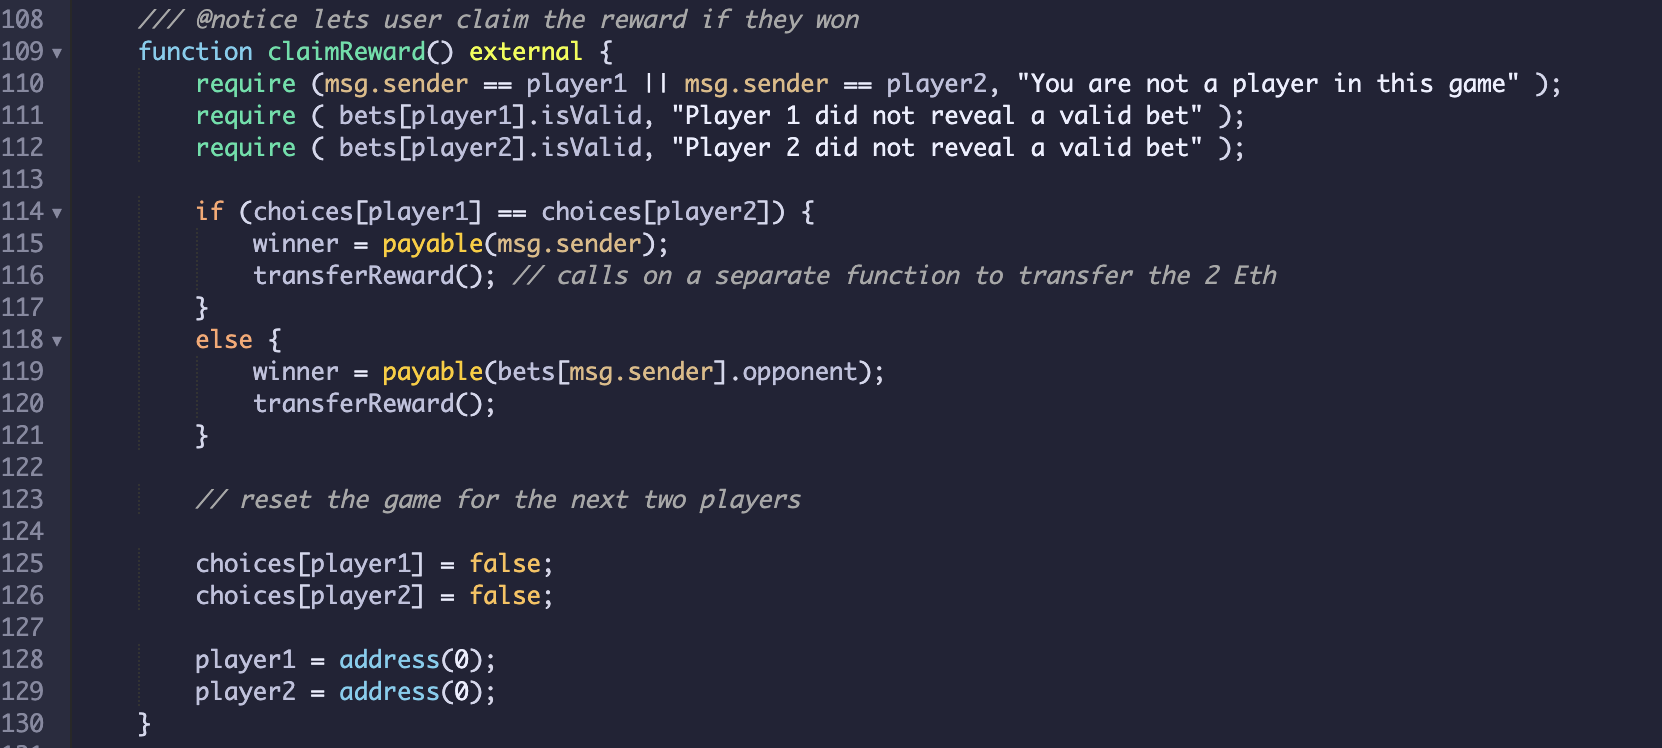 108 /// @notice lets user claim the reward if they won
109 function claimReward() external {
110 require (msg.sender == player1 || msg.sender == player2, "You are not a player in this game" );
111 require ( bets[player1].isValid, "Player 1 did not reveal a valid bet" );
112 require ( bets[player2].isValid, "Player 2 did not reveal a valid bet" );
113
114 if (choices[player1] == choices[player2]) {
115 winner = payable(msg.sender);
116 transferReward(); // calls on a separate function to transfer the 2 Eth
117 }
118 else {
119 winner = payable(bets[msg.sender].opponent);
120 transferReward();
121 }
122
123 // reset the game for the next two players
124
125 choices[player1] = false;
126 choices[player2] = false;
127
128 player1 = address(0);
129 player2 = address(0);
130 }